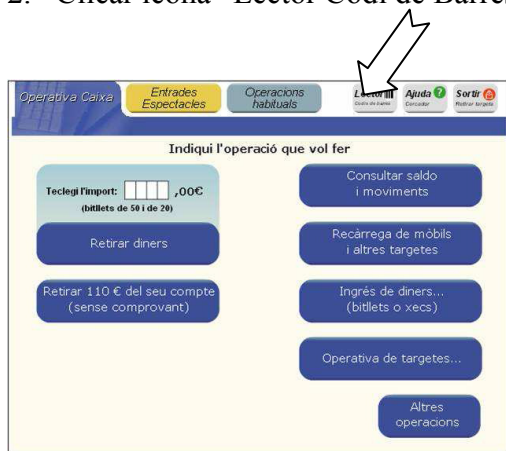 2. Clicar icona "Lector Codi de Barres
Operativa Caixa
Entrades
Espectacles
Operacions
habituals
Lector
Codis de barres
Ajuda
Cercador
Sortir
Retirar targeta
Indiqui l'operació que vol fer
Teclegi l'import: ,00€
(bitllets de 50 i de 20)
Retirar diners
Retirar 110 € del seu compte
(sense comprovant)
Consultar saldo
i moviments
Recàrrega de mòbils
i altres targetes
Ingrés de diners...
(bitllets o xecs)
Operativa de targetes...
Altres
operacions